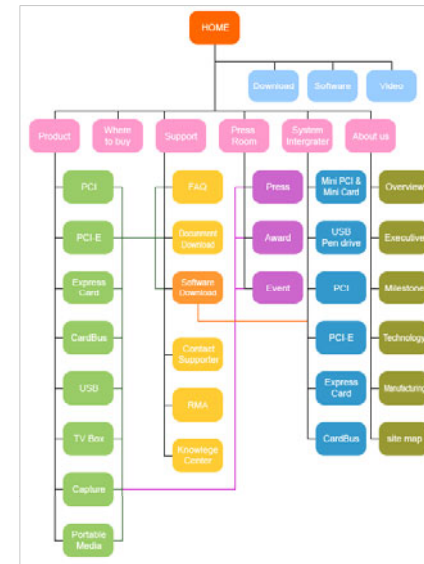 HOME
Download
Software
Video
Product
Where
to buy
Support
Press
Room
System
Intergrater
About us
PCI
PCI-E
Express
Card
CardBus
USB
TV Box
Capture
Portable
Media
FAQ
Document
Download
Software
Download
Contact
Supporter
RMA
Knowlege
Center
Press
Award
Event
Mini PCI &
Mini Card
USB
Pen drive
PCI
PCI-E
Express
Card
CardBus
Overview
Executive
Milestone
Technology
Manufacturing
site map